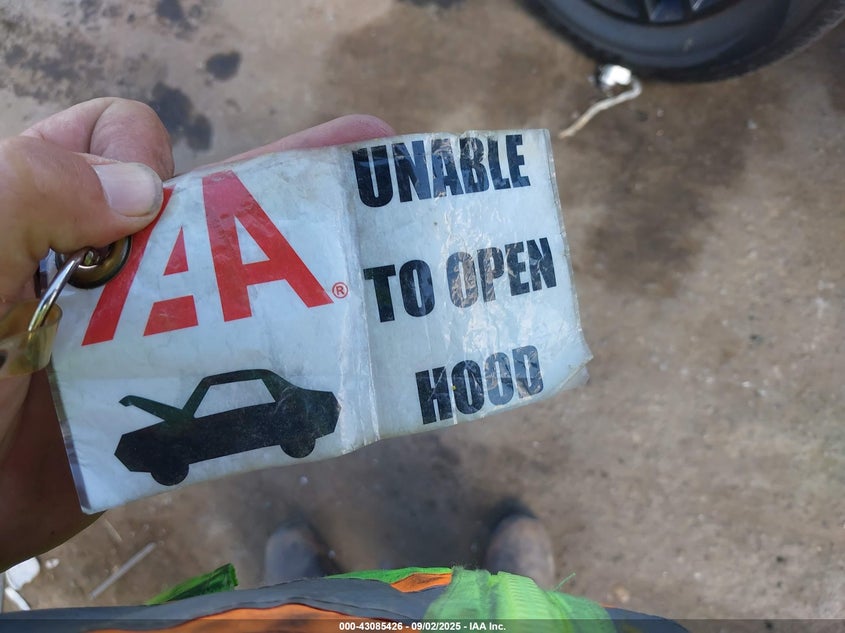 IAA®
UNABLE
TO OPEN
HOOD
000-43085426 - 09/02/2025 - IAA Inc.